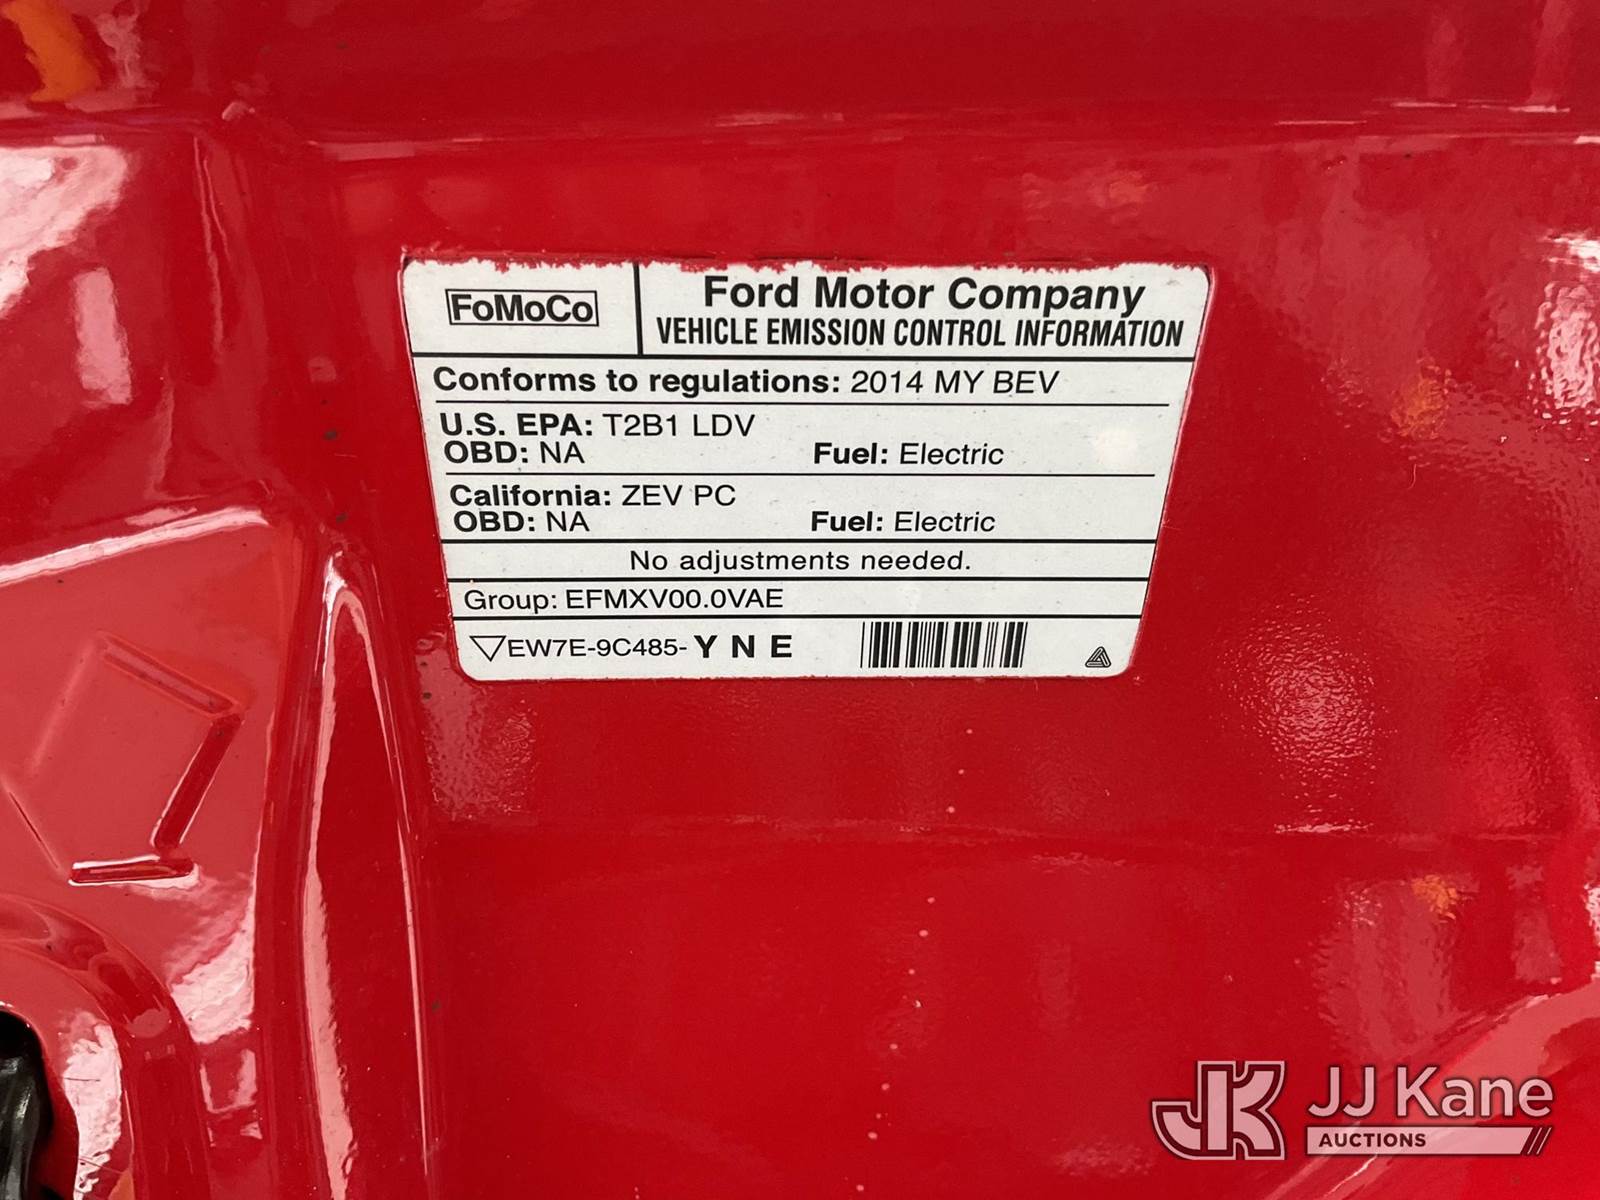 FoMoCo
Ford Motor Company
VEHICLE EMISSION CONTROL INFORMATION
Conforms to regulations: 2014 MY BEV
U.S. EPA: T2B1 LDV
OBD: NA Fuel: Electric
California: ZEV PC
OBD: NA Fuel: Electric
No adjustments needed.
Group: EFMXV00.0VAE
EW7E-9C485- Y N E
JK JJ Kane
AUCTIONS